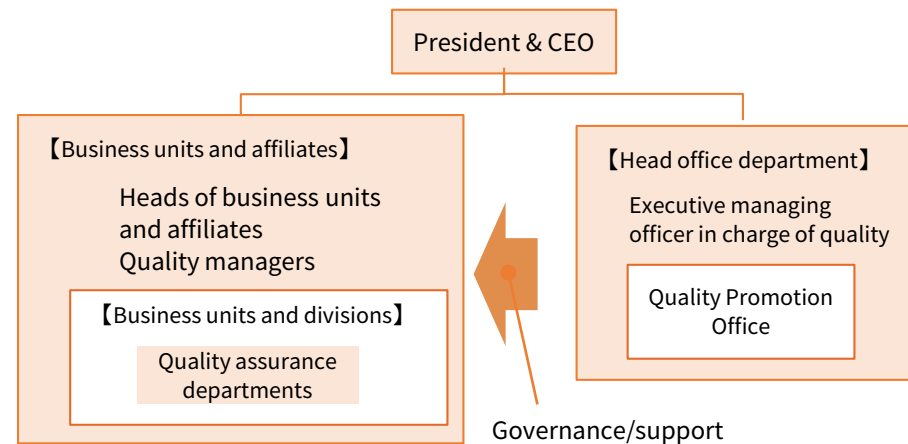 President & CEO
【Business units and affiliates】
Heads of business units
and affiliates
Quality managers
【Business units and divisions】
Quality assurance
departments
【Head office department】
Executive managing
officer in charge of quality
Quality Promotion
Office
Governance/support